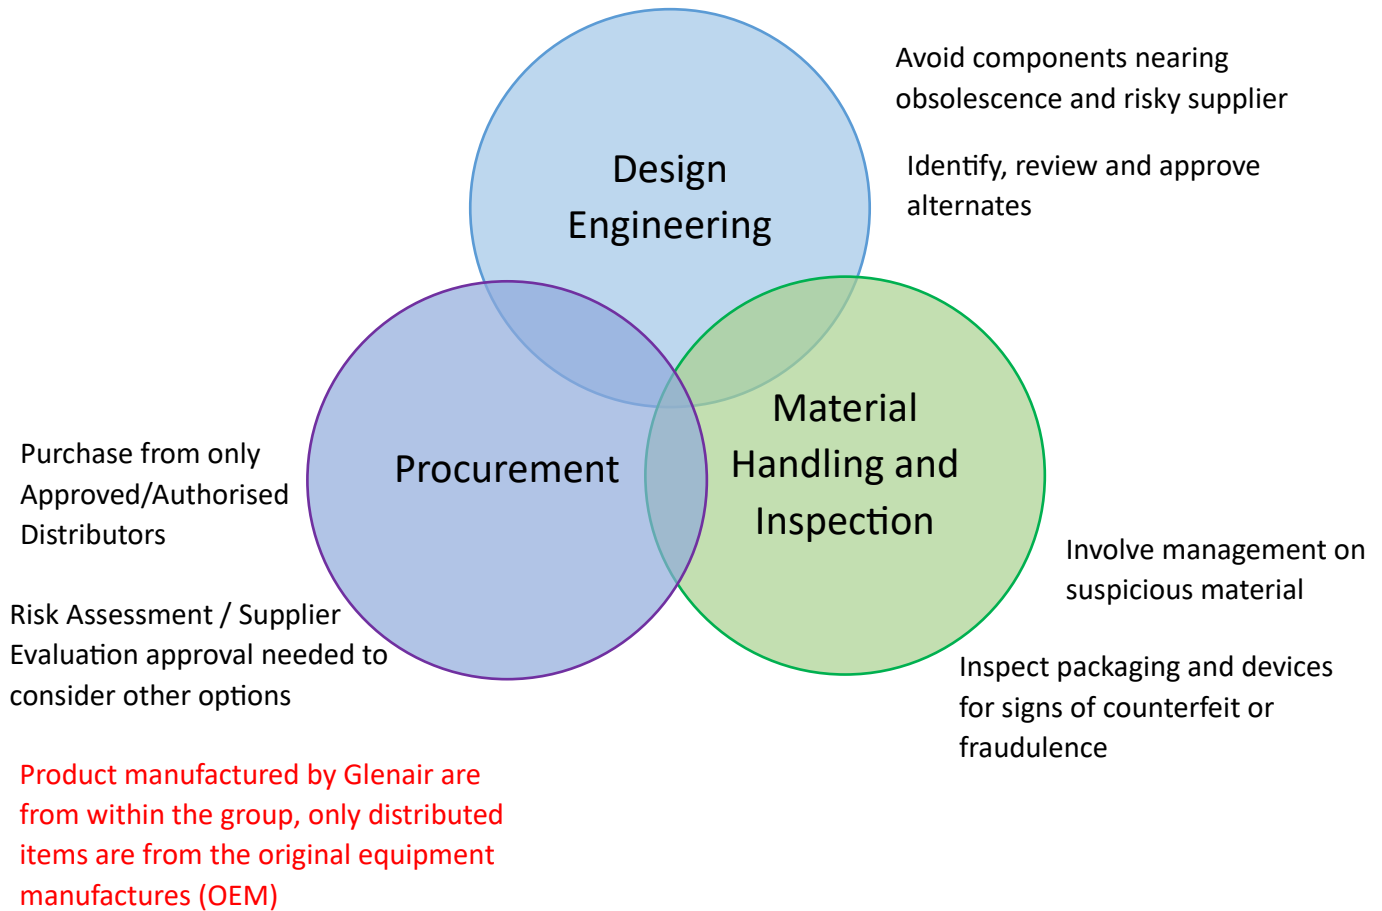 Avoid components nearing
obsolescence and risky supplier
Identify, review and approve
alternates
Design
Engineering
Material
Handling and
Inspection
Procurement
Purchase from only
Approved/Authorised
Distributors
Risk Assessment / Supplier
Evaluation approval needed to
consider other options
Involve management on
suspicious material
Inspect packaging and devices
for signs of counterfeit or
fraudulence
Product manufactured by Glenair are
from within the group, only distributed
items are from the original equipment
manufactures (OEM)